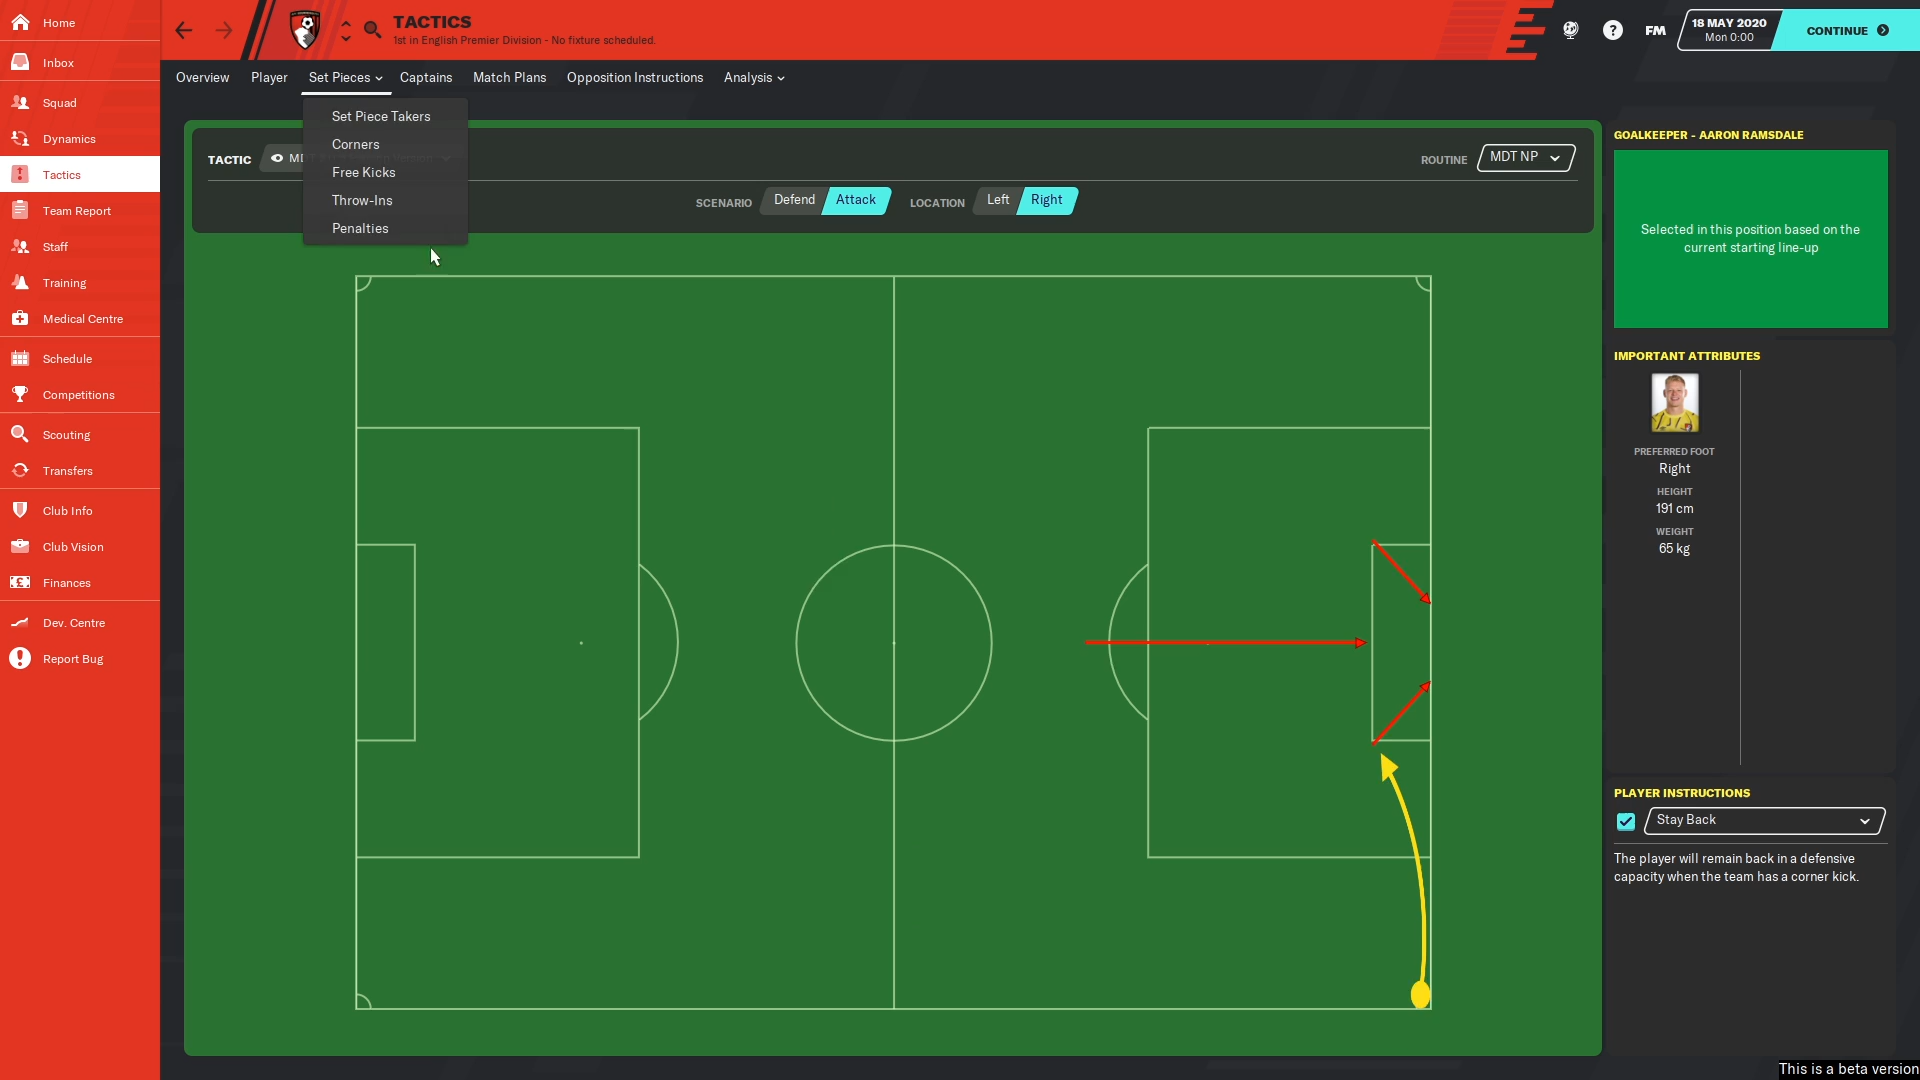 Home
Inbox
Squad
Dynamics
Tactics
Team Report
Staff
Training
Medical Centre
Schedule
Competitions
Scouting
Transfers
Club Info
Club Vision
Finances
Dev. Centre
Report Bug
TACTICS
1st in English Premier Division - No fixture scheduled.
FM
18 MAY 2020
Mon 0:00
CONTINUE
Overview Player Set Pieces Captains Match Plans Opposition Instructions Analysis
Set Piece Takers
Corners
Free Kicks
Throw-Ins
Penalties
TACTIC
ROUTINE MDT NP
SCENARIO Defend Attack LOCATION Left Right
GOALKEEPER - AARON RAMSDALE
Selected in this position based on the
current starting line-up
IMPORTANT ATTRIBUTES
PREFERRED FOOT
Right
HEIGHT
191 cm
WEIGHT
65 kg
PLAYER INSTRUCTIONS
Stay Back
The player will remain back in a defensive
capacity when the team has a corner kick.
This is a beta version